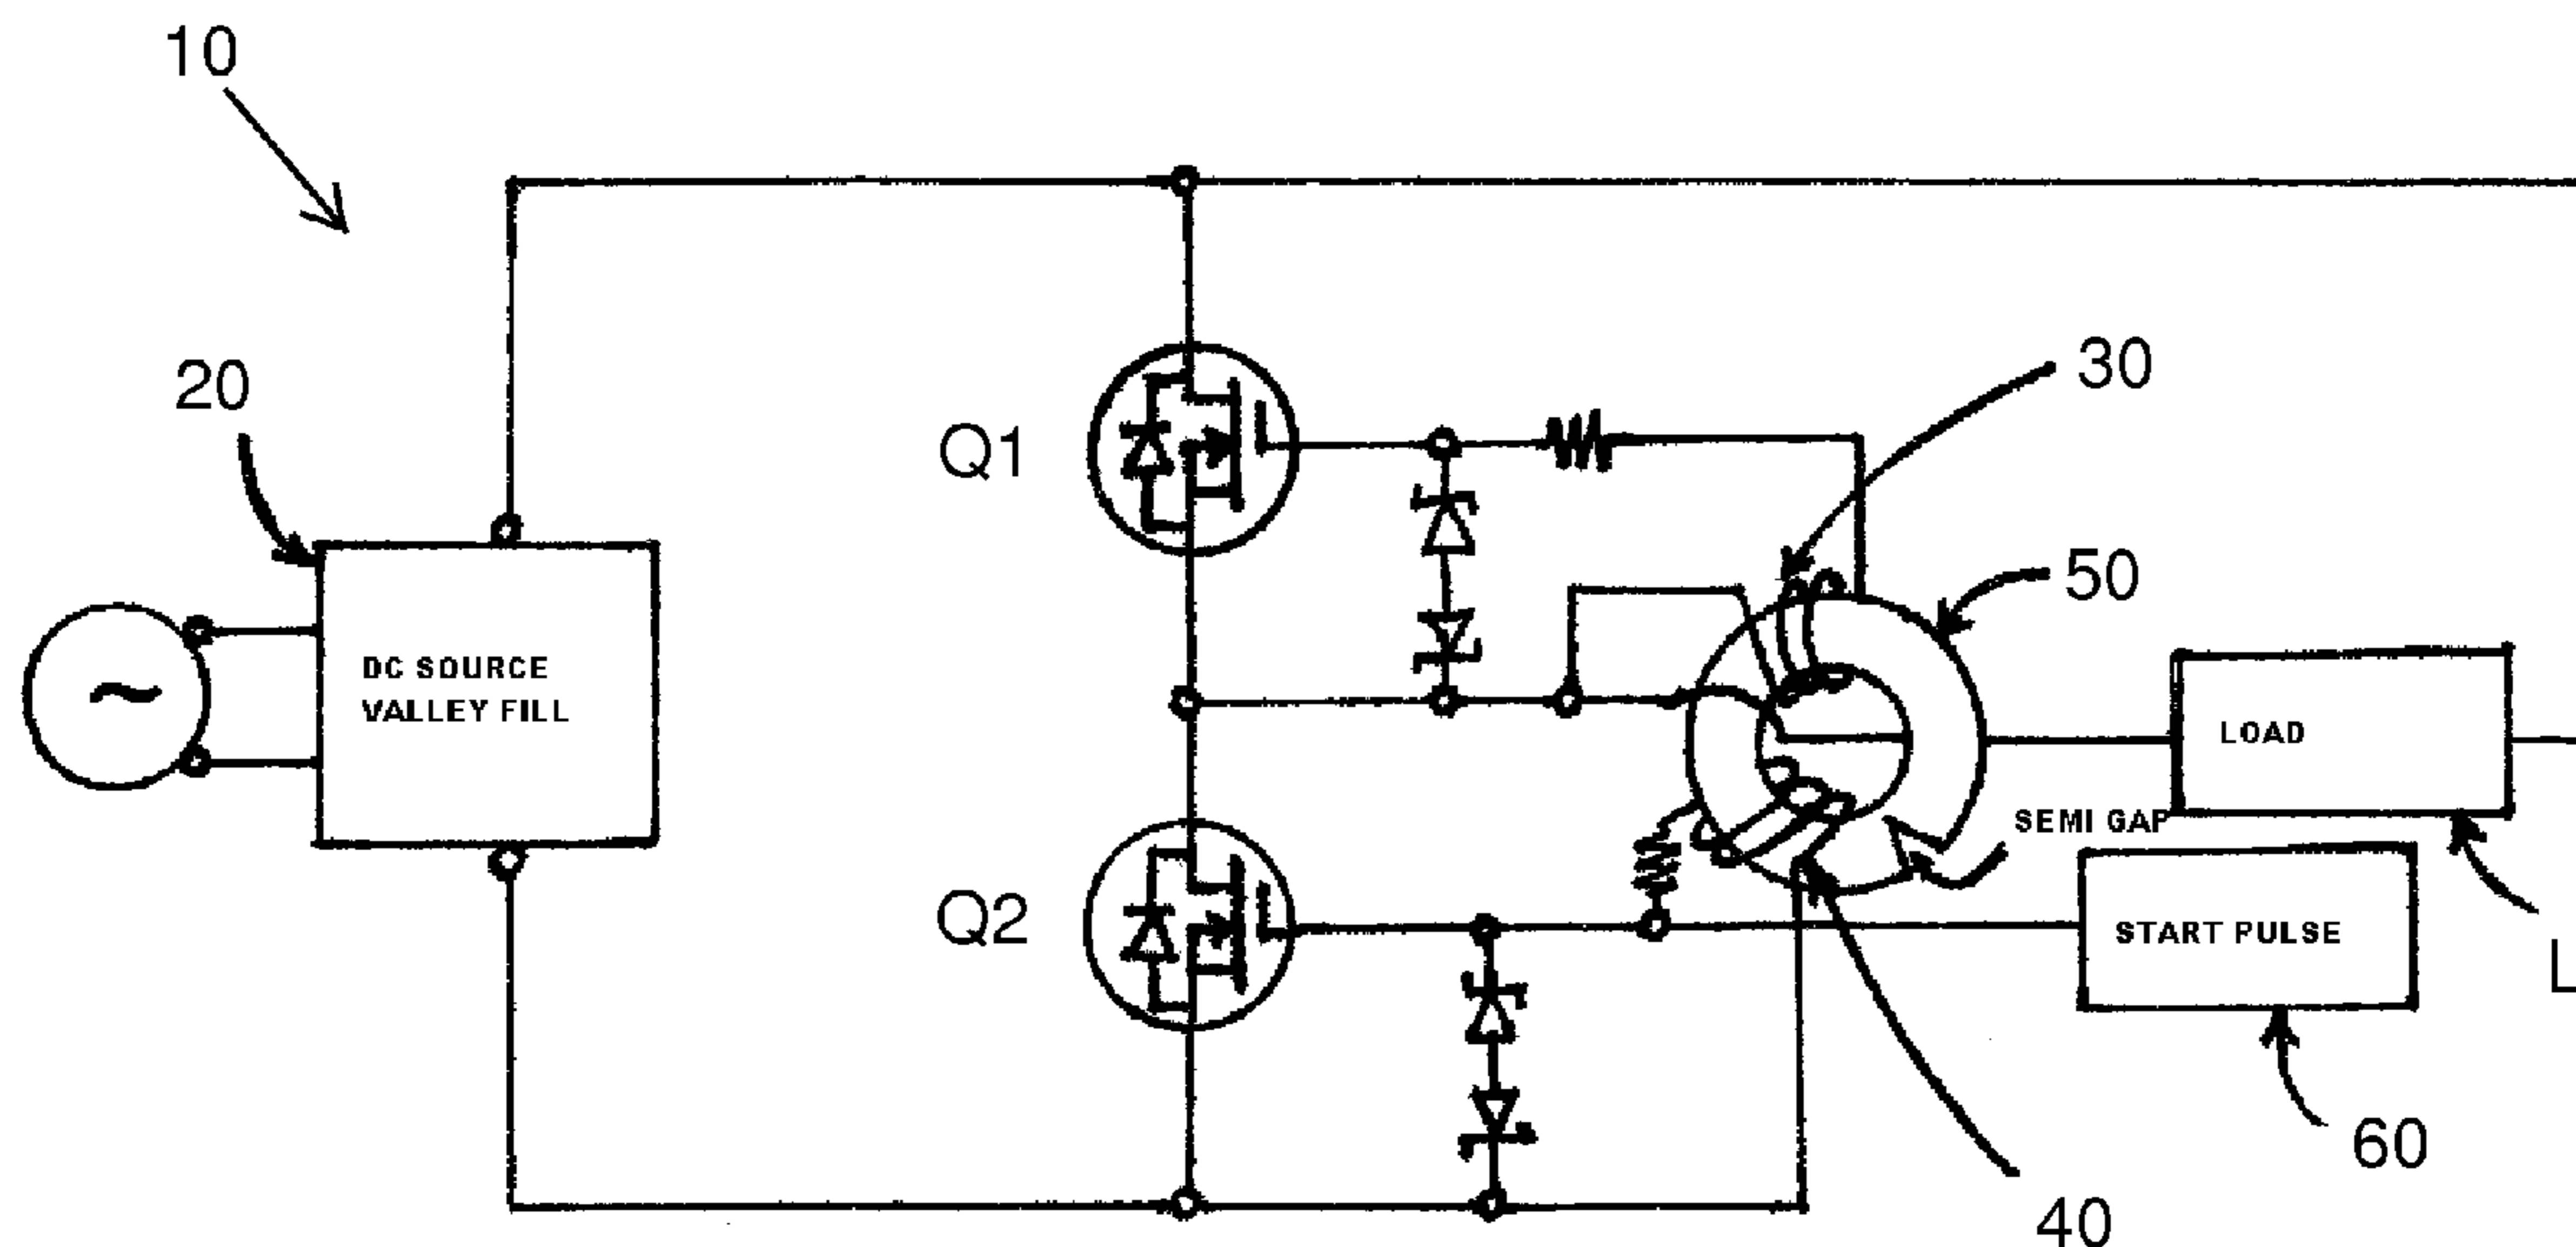 10
20
30
Q1
50
DC SOURCE
VALLEY FILL
~
LOAD
SEMI GAP
Q2
START PULSE
L
60
40